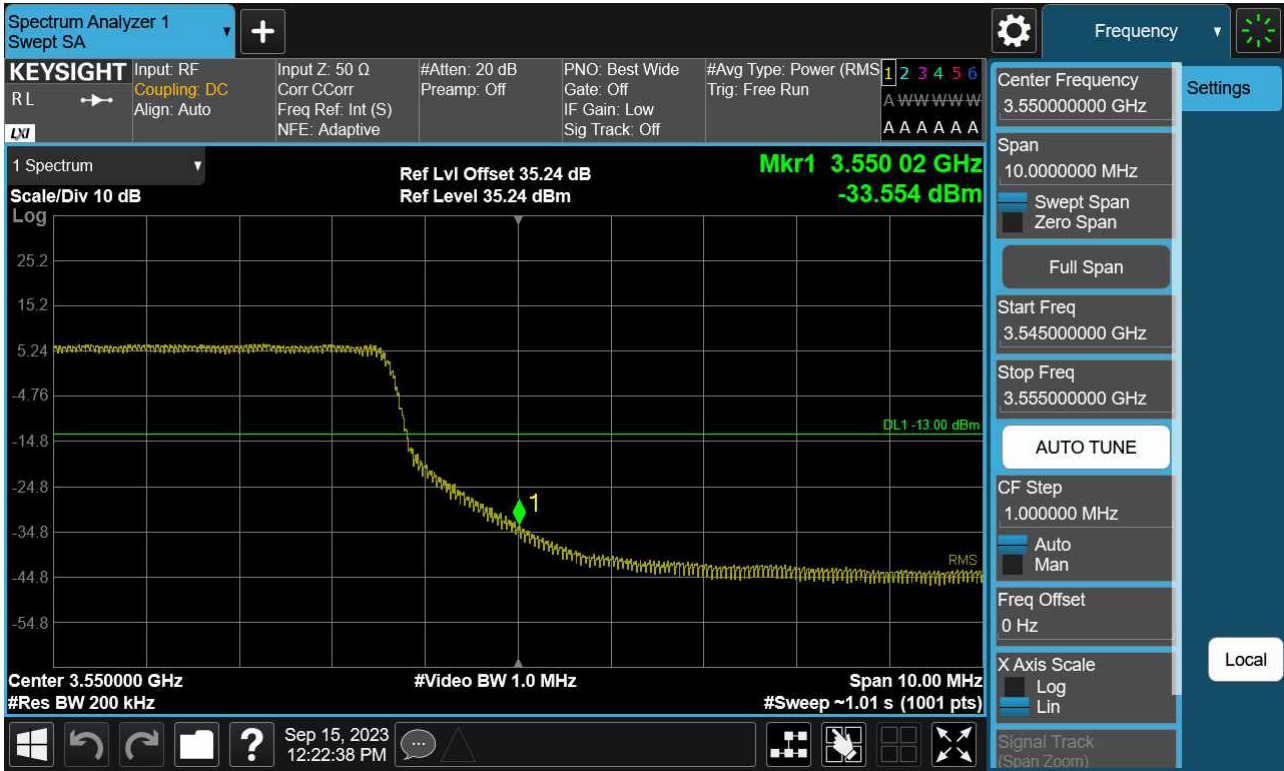 Spectrum Analyzer 1
Swept SA
+
Frequency
KEYSIGHT
R L
LXI
Input: RF
Coupling: DC
Align: Auto
Input Z: 50 Ω
Corr CCorr
Freq Ref: Int (S)
NFE: Adaptive
#Atten: 20 dB
Preamp: Off
PNO: Best Wide
Gate: Off
IF Gain: Low
Sig Track: Off
#Avg Type: Power (RMS
Trig: Free Run
1 2 3 4 5 6
A W W W W W
A A A A A A
1 Spectrum
Scale/Div 10 dB
Log
Ref Lvl Offset 35.24 dB
Ref Level 35.24 dBm
Mkr1 3.550 02 GHz
-33.554 dBm
25.2
15.2
5.24
-4.76
-14.8
-24.8
-34.8
-44.8
-54.8
DL1 -13.00 dBm
1
RMS
Center 3.550000 GHz
#Res BW 200 kHz
#Video BW 1.0 MHz
Span 10.00 MHz
#Sweep ~1.01 s (1001 pts)
Center Frequency
3.550000000 GHz
Span
10.0000000 MHz
Swept Span
Zero Span
Full Span
Start Freq
3.545000000 GHz
Stop Freq
3.555000000 GHz
AUTO TUNE
CF Step
1.000000 MHz
Auto
Man
Freq Offset
0 Hz
X Axis Scale
Log
Lin
Signal Track
(Span Zoom)
Settings
Local
?
Sep 15, 2023
12:22:38 PM